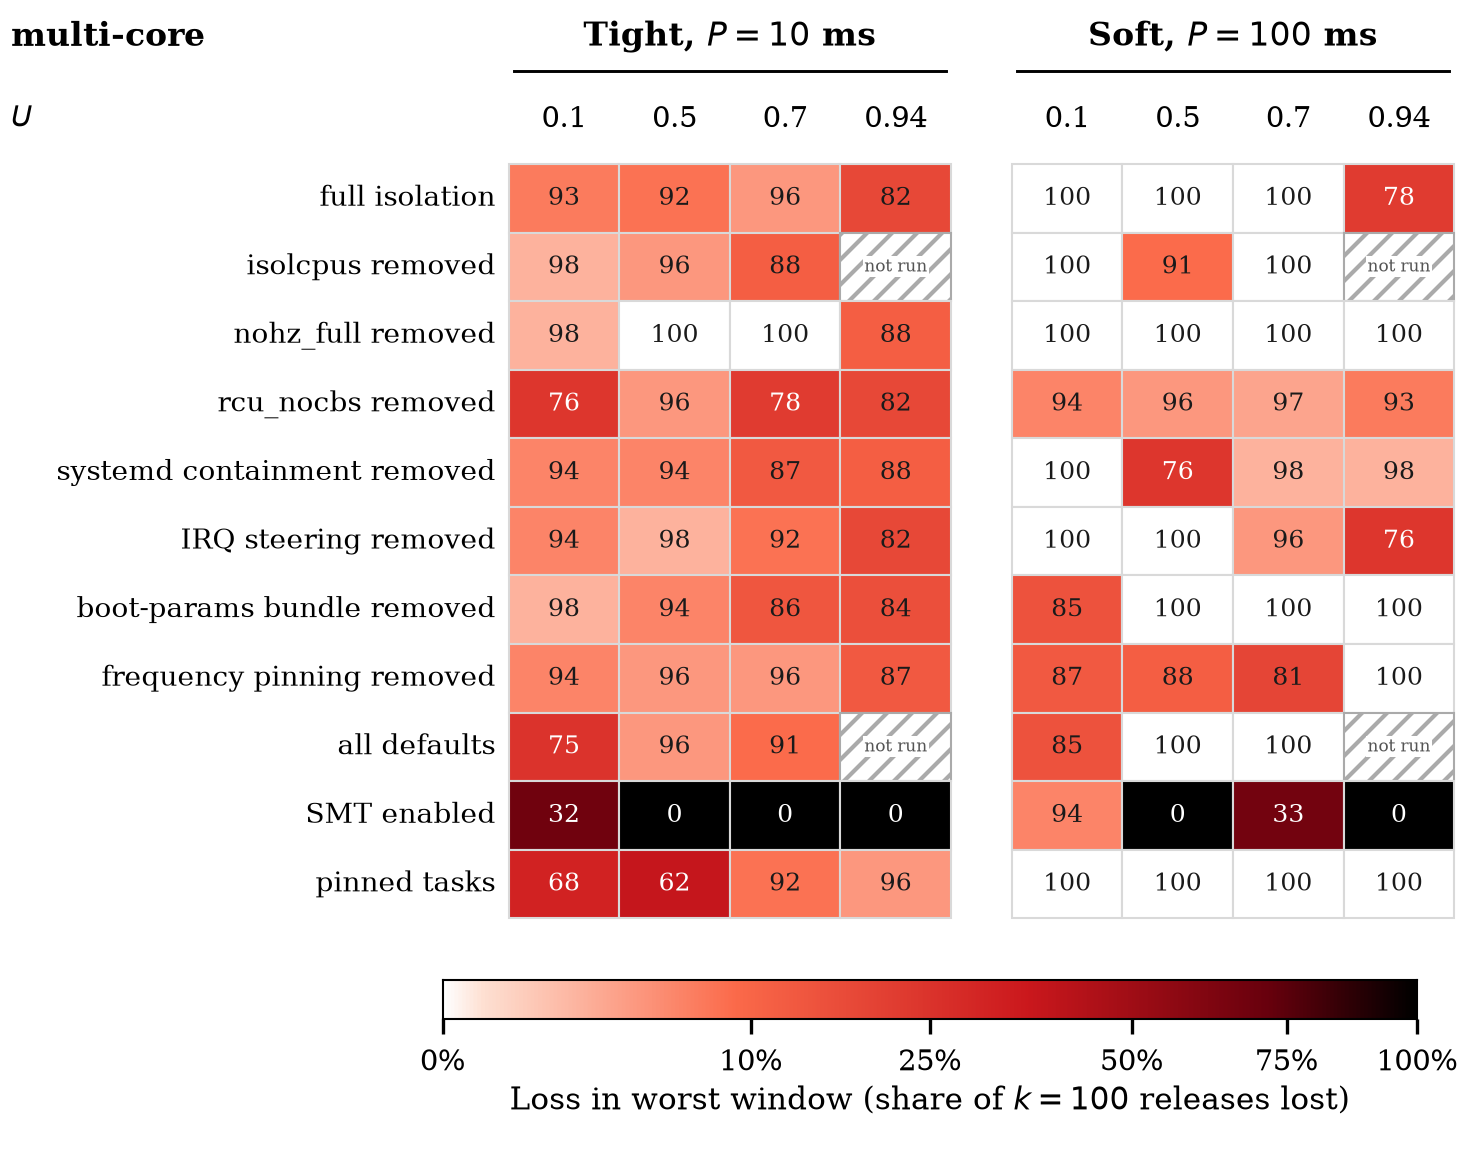 multi-core Tight, P = 10 ms Soft, P = 100 ms
U 0.1 0.5 0.7 0.94 0.1 0.5 0.7 0.94
full isolation 93 92 96 82 100 100 100 78
isolcpus removed 98 96 88 not run 100 91 100 not run
nohz_full removed 98 100 100 88 100 100 100 100
rcu_nocbs removed 76 96 78 82 94 96 97 93
systemd containment removed 94 94 87 88 100 76 98 98
IRQ steering removed 94 98 92 82 100 100 96 76
boot-params bundle removed 98 94 86 84 85 100 100 100
frequency pinning removed 94 96 96 87 87 88 81 100
all defaults 75 96 91 not run 85 100 100 not run
SMT enabled 32 0 0 0 94 0 33 0
pinned tasks 68 62 92 96 100 100 100 100
0% 10% 25% 50% 75% 100%
Loss in worst window (share of k = 100 releases lost)